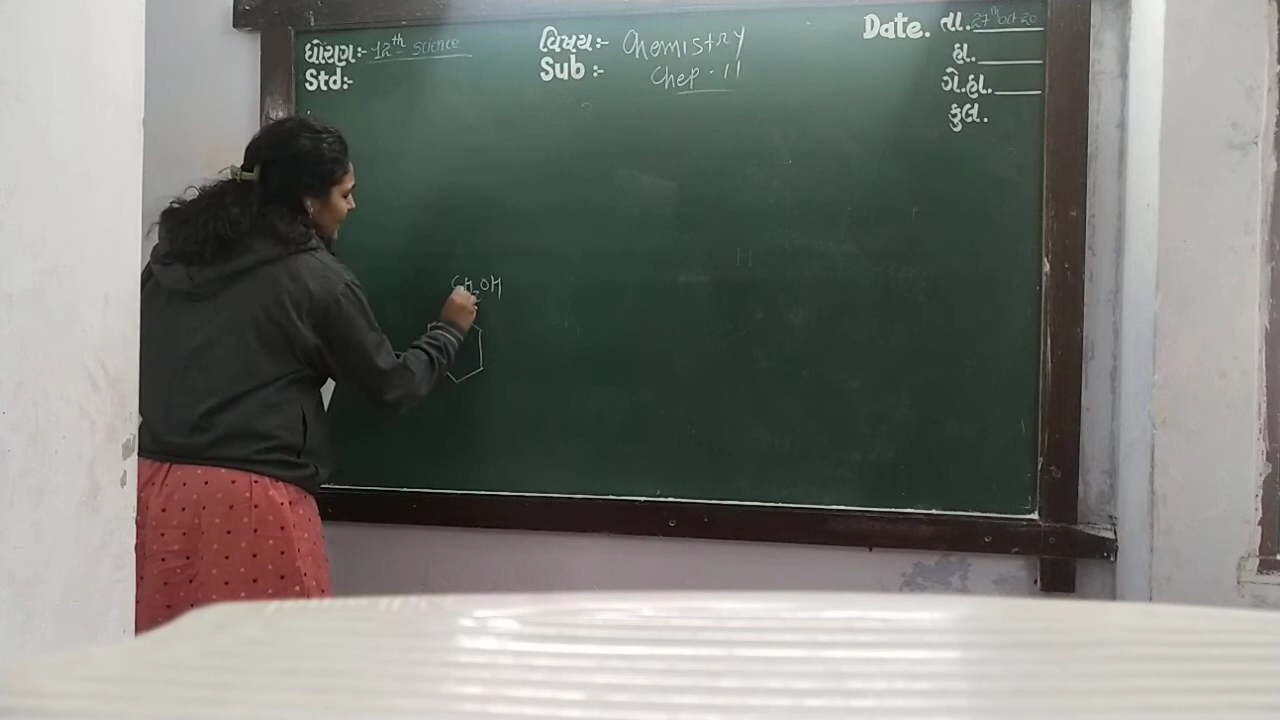 ધોરણ:- 12th science
Std:-
વિષય:- Chemistry
Sub :- Chep. 11
Date. તા. 27th oct 20
હા.
ગે.હા.
કુલ.
CH2OH